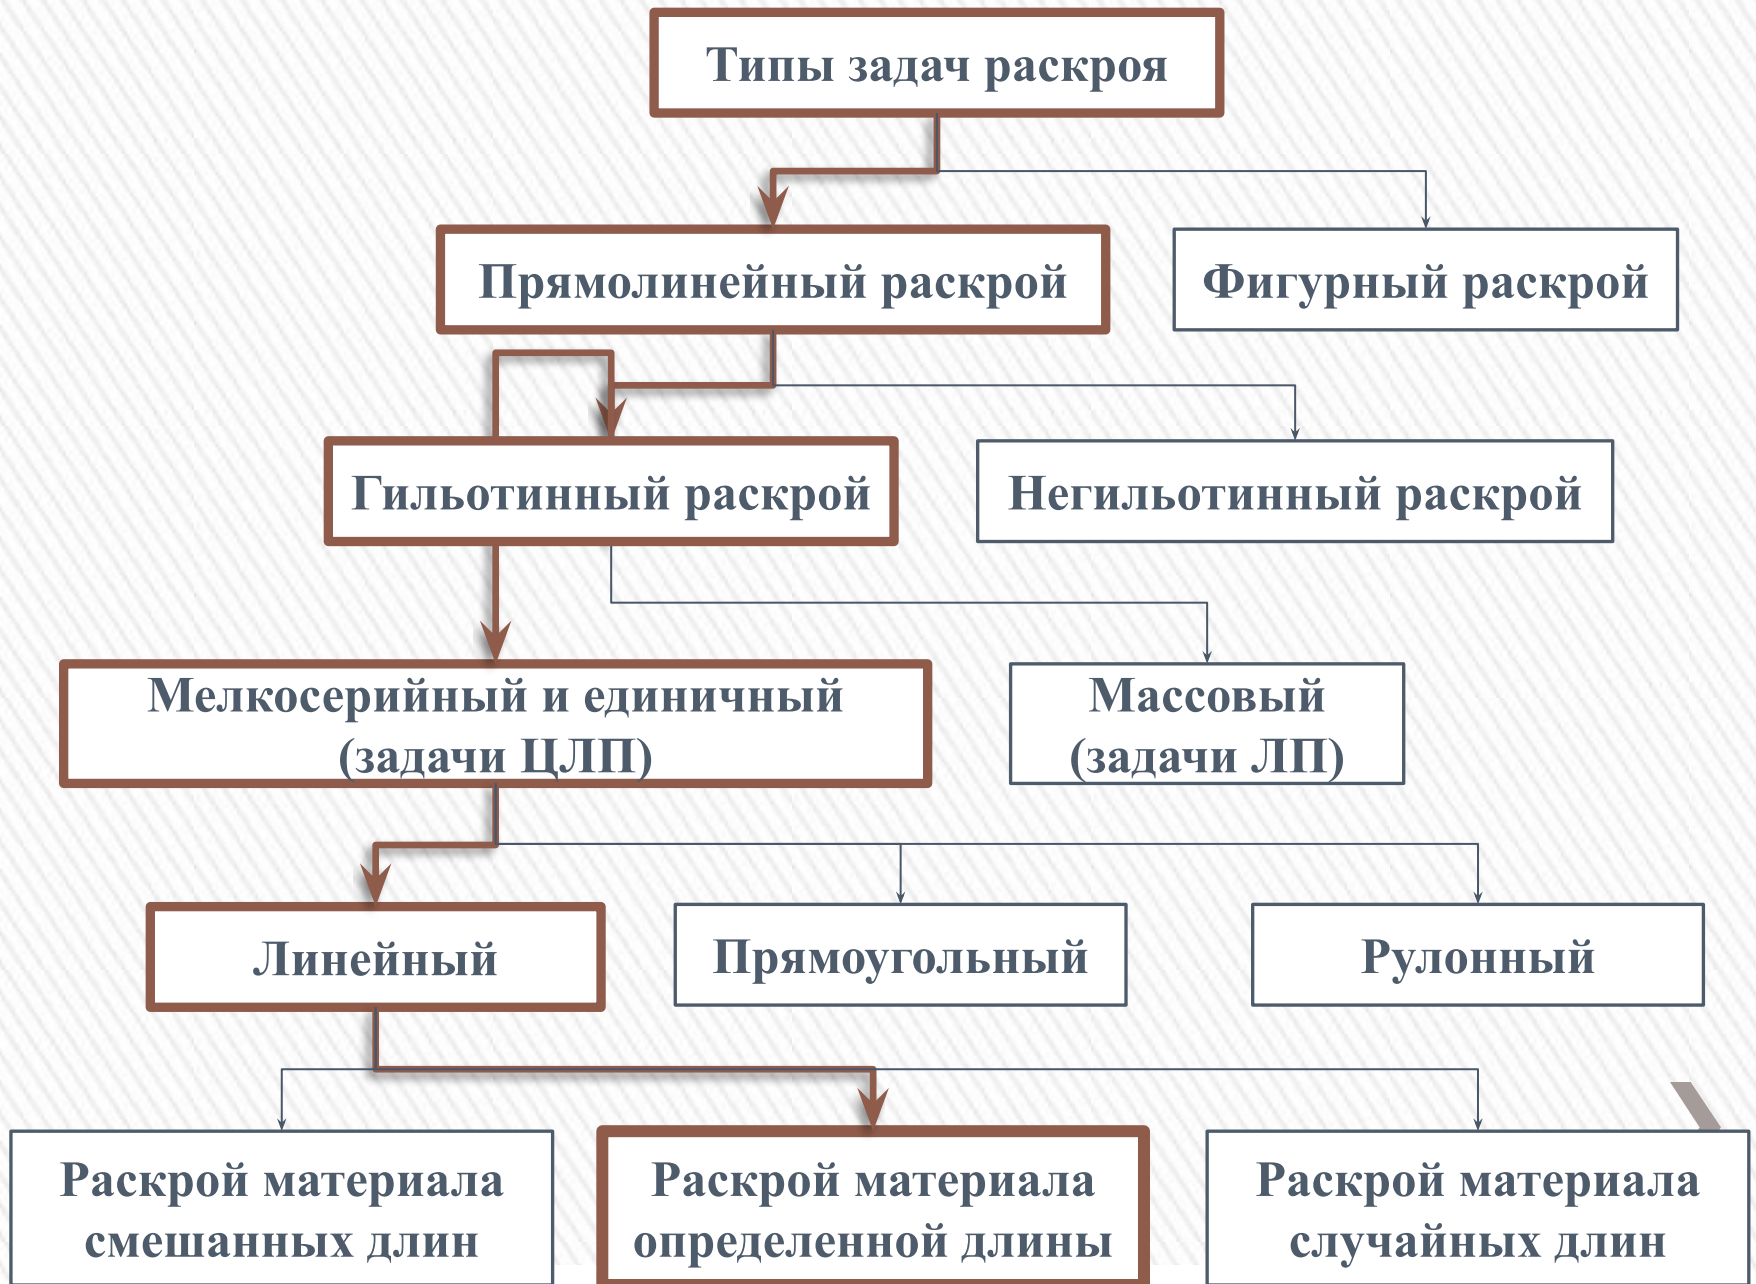 Типы задач раскроя
Прямолинейный раскрой
Фигурный раскрой
Гильотинный раскрой
Негильотинный раскрой
Мелкосерийный и единичный
(задачи ЦЛП)
Массовый
(задачи ЛП)
Линейный
Прямоугольный
Рулонный
Раскрой материала
смешанных длин
Раскрой материала
определенной длины
Раскрой материала
случайных длин